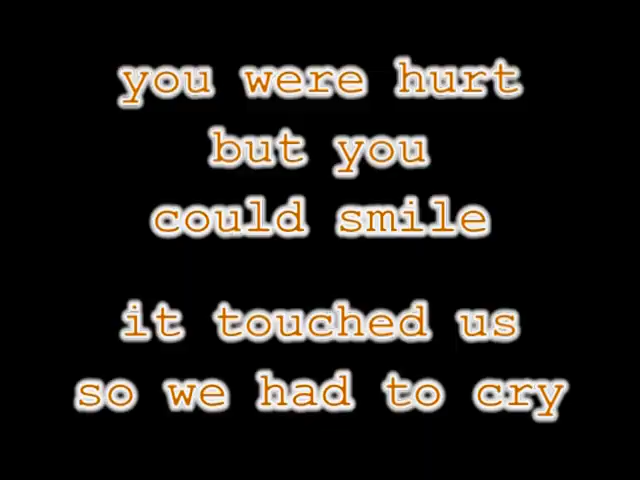 you were hurt
but you
could smile
it touched us
so we had to cry